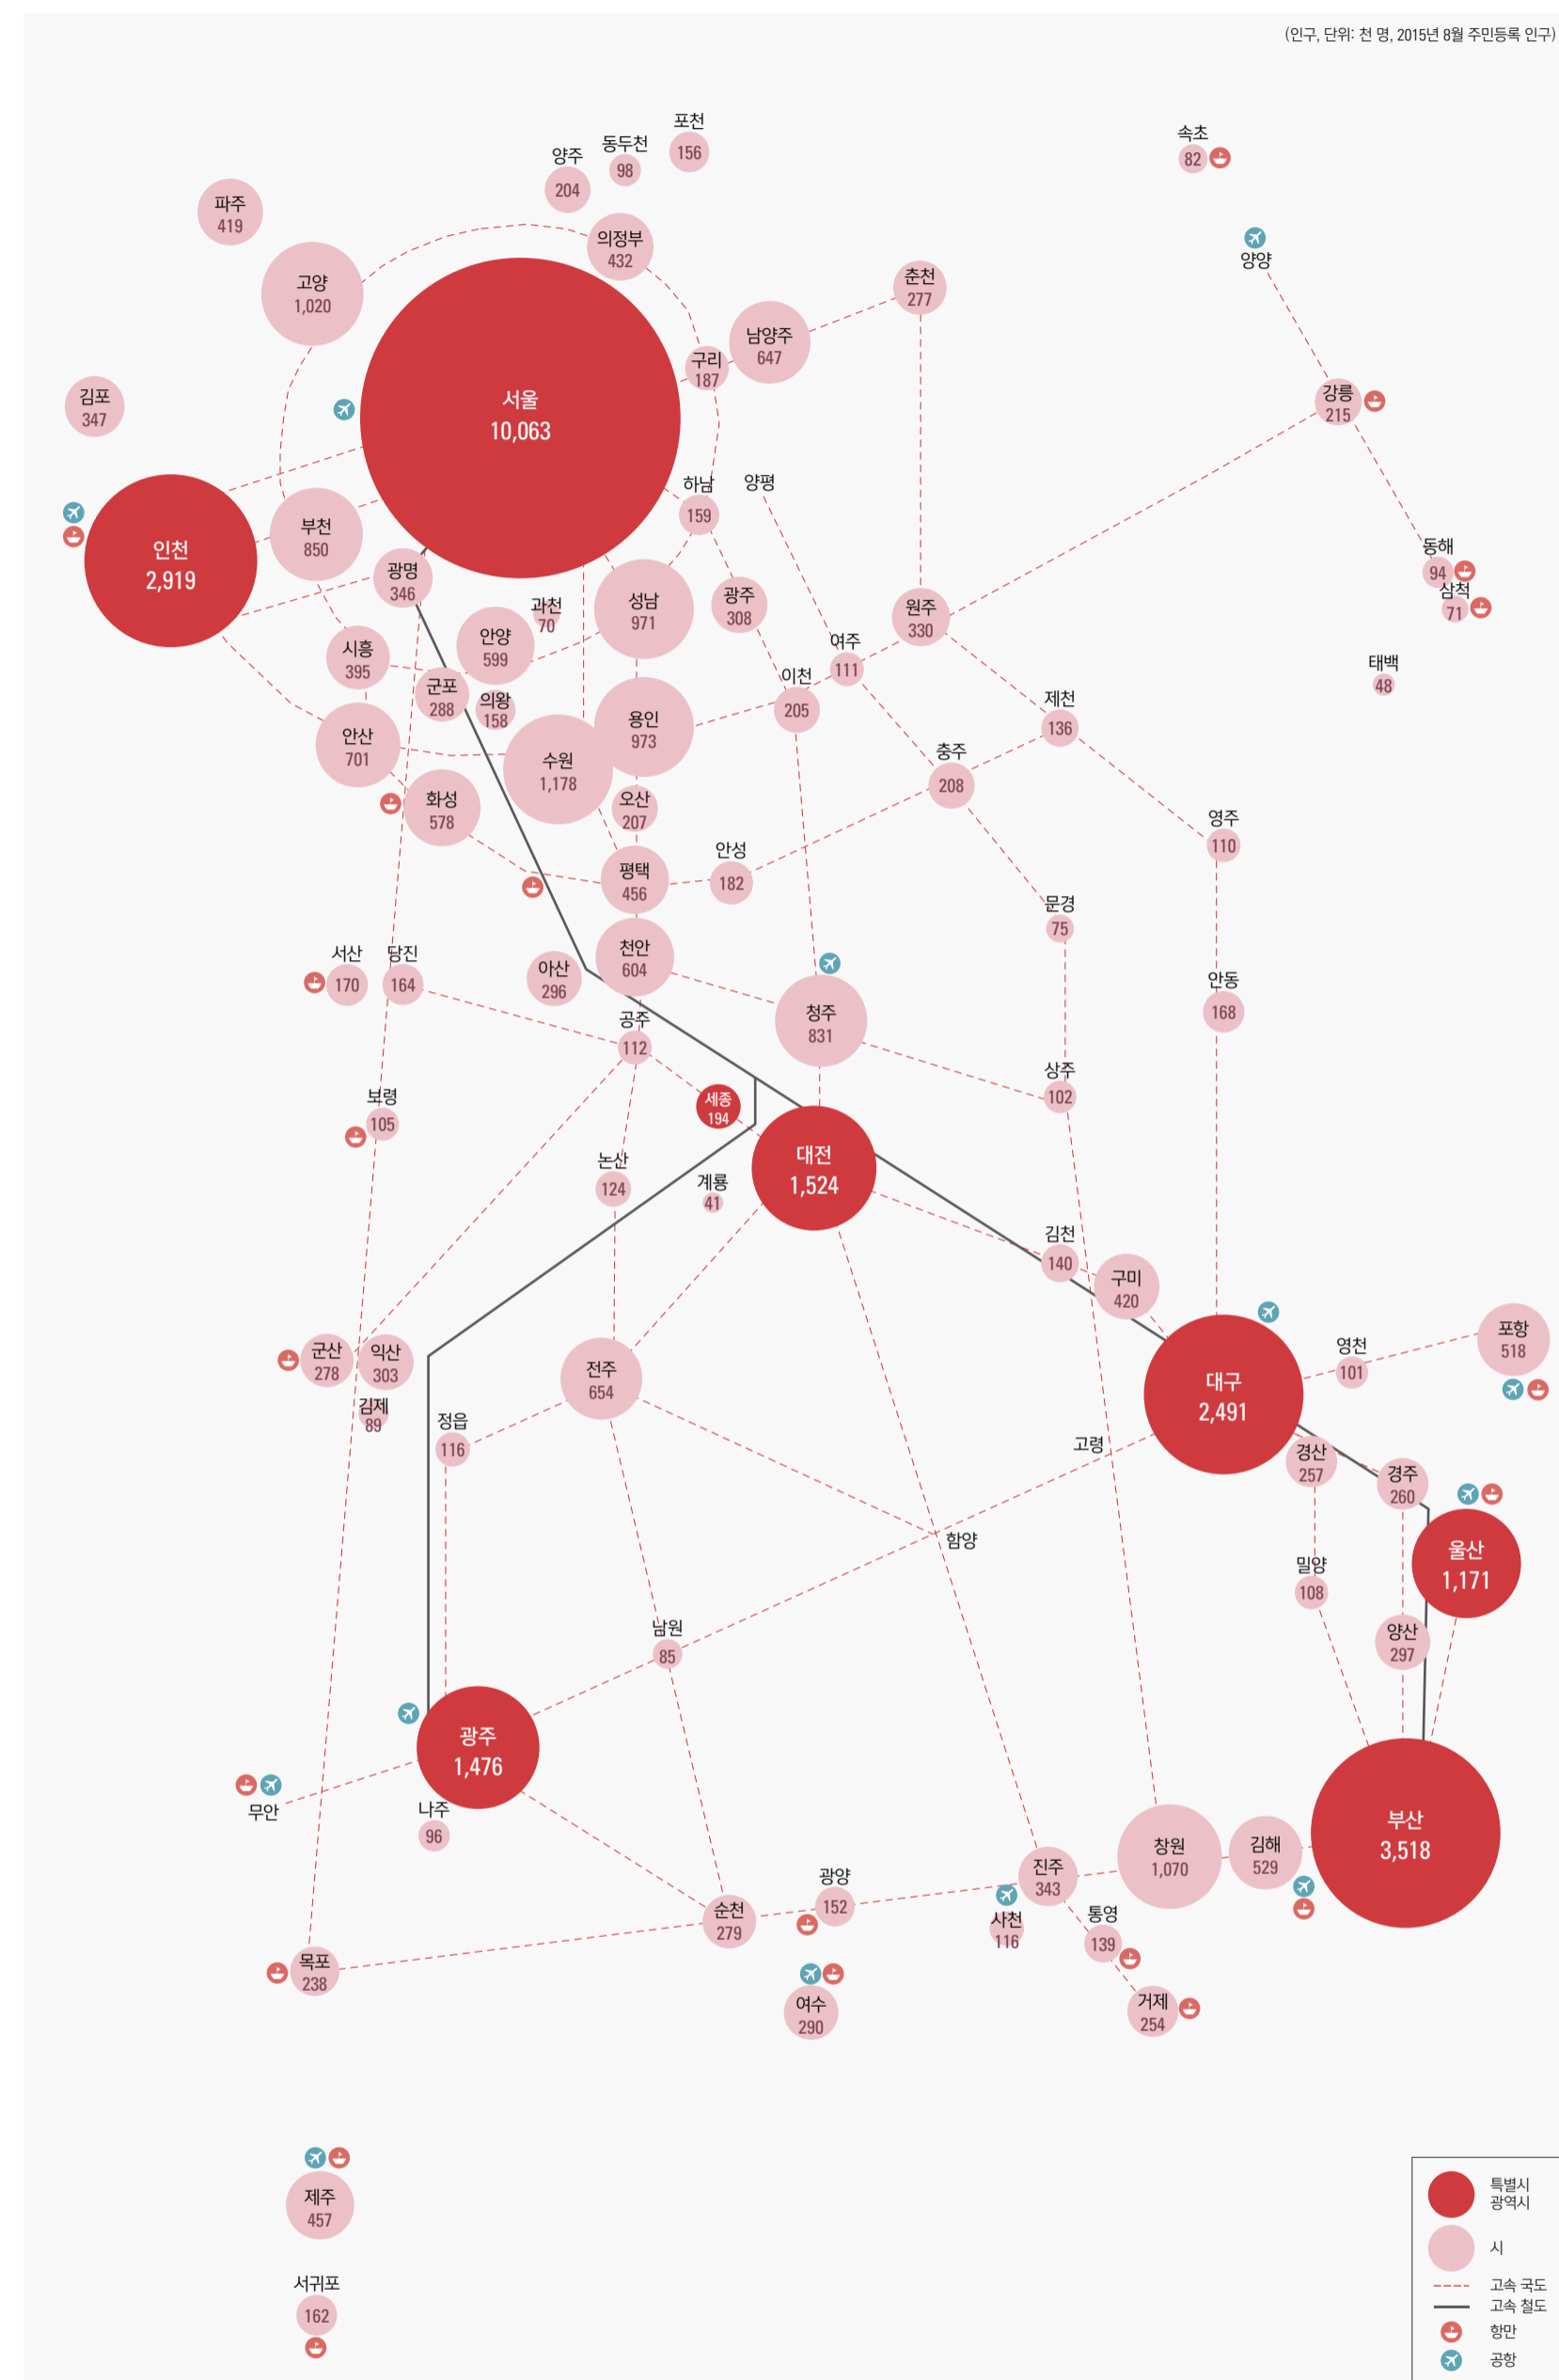 (인구, 단위: 천 명, 2015년 8월 주민등록 인구)
포천
156
속초
82
동두천
98
양주
204
파주
419
의정부
432
양양
고양
1,020
춘천
277
남양주
647
구리
187
김포
347
서울
10,063
강릉
215
하남
159
양평
부천
850
인천
2,919
동해
94
광명
346
삼척
71
성남
971
광주
308
원주
330
과천
70
안양
599
시흥
395
여주
111
태백
48
이천
205
군포
288
의왕
158
제천
136
용인
973
안산
701
수원
1,178
충주
208
화성
578
오산
207
영주
110
안성
182
평택
456
문경
75
서산
170
당진
164
천안
604
아산
296
안동
168
청주
831
공주
112
상주
102
보령
105
세종
194
대전
1,524
논산
124
계룡
41
김천
140
구미
420
포항
518
영천
101
군산
278
익산
303
전주
654
대구
2,491
김제
89
정읍
116
고령
경산
257
경주
260
함양
울산
1,171
밀양
108
남원
85
양산
297
광주
1,476
무안
나주
96
부산
3,518
창원
1,070
김해
529
진주
343
광양
152
순천
279
사천
116
통영
139
목포
238
여수
290
거제
254
제주
457
서귀포
162
특별시
광역시
시
고속 국도
고속 철도
항만
공항